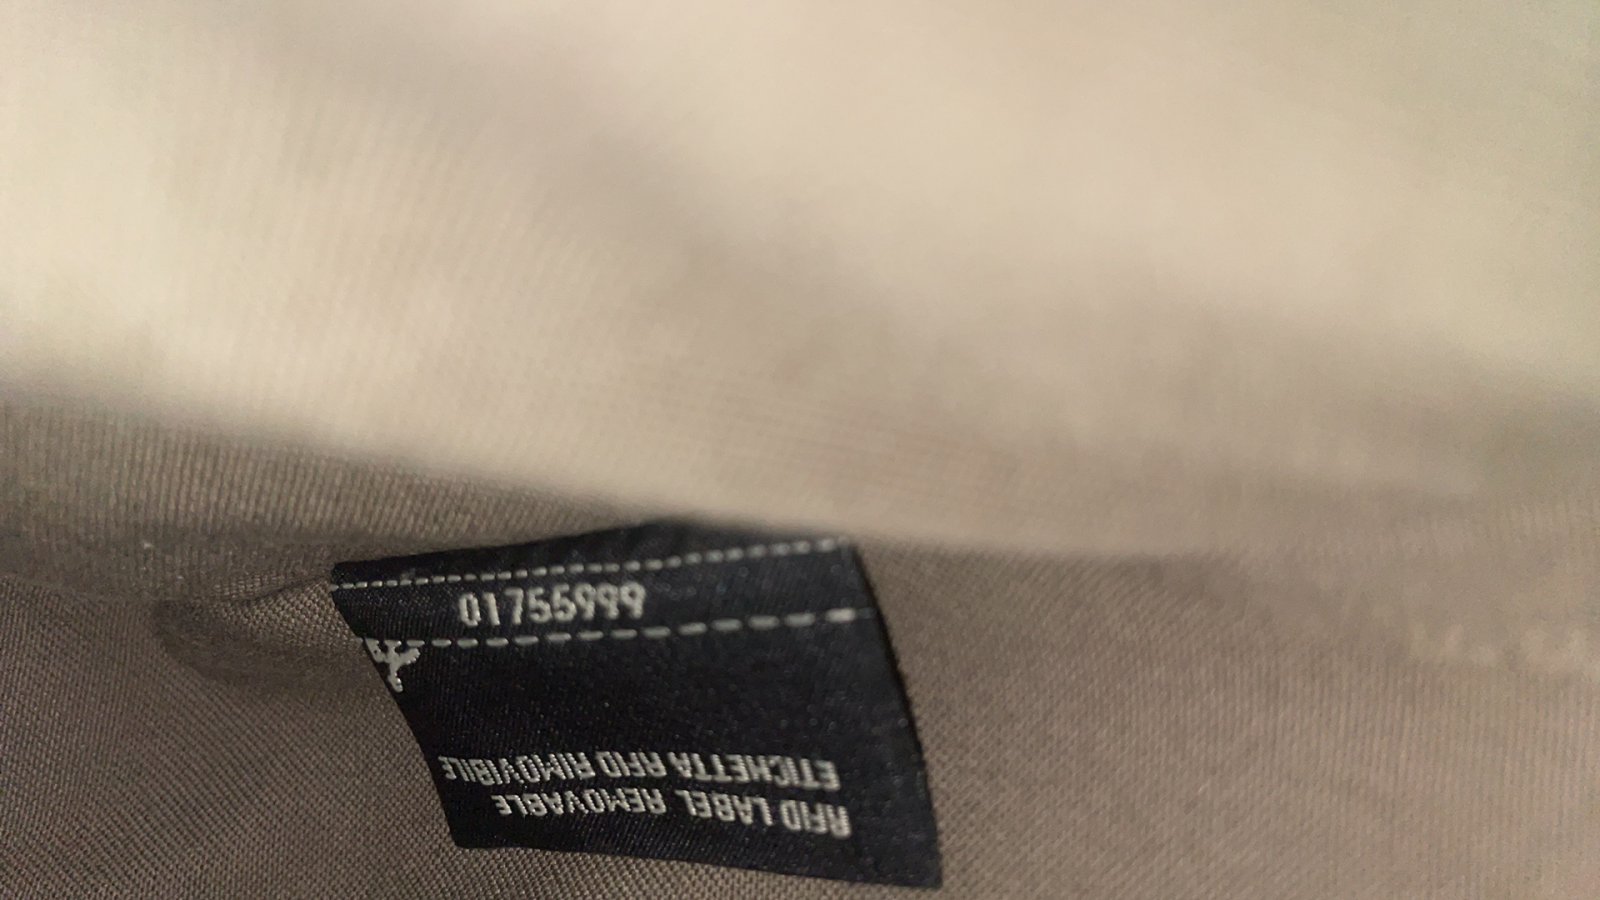 01755999
RFID LABEL REMOVABLE
ETICHETTA RFID RIMOVIBILE